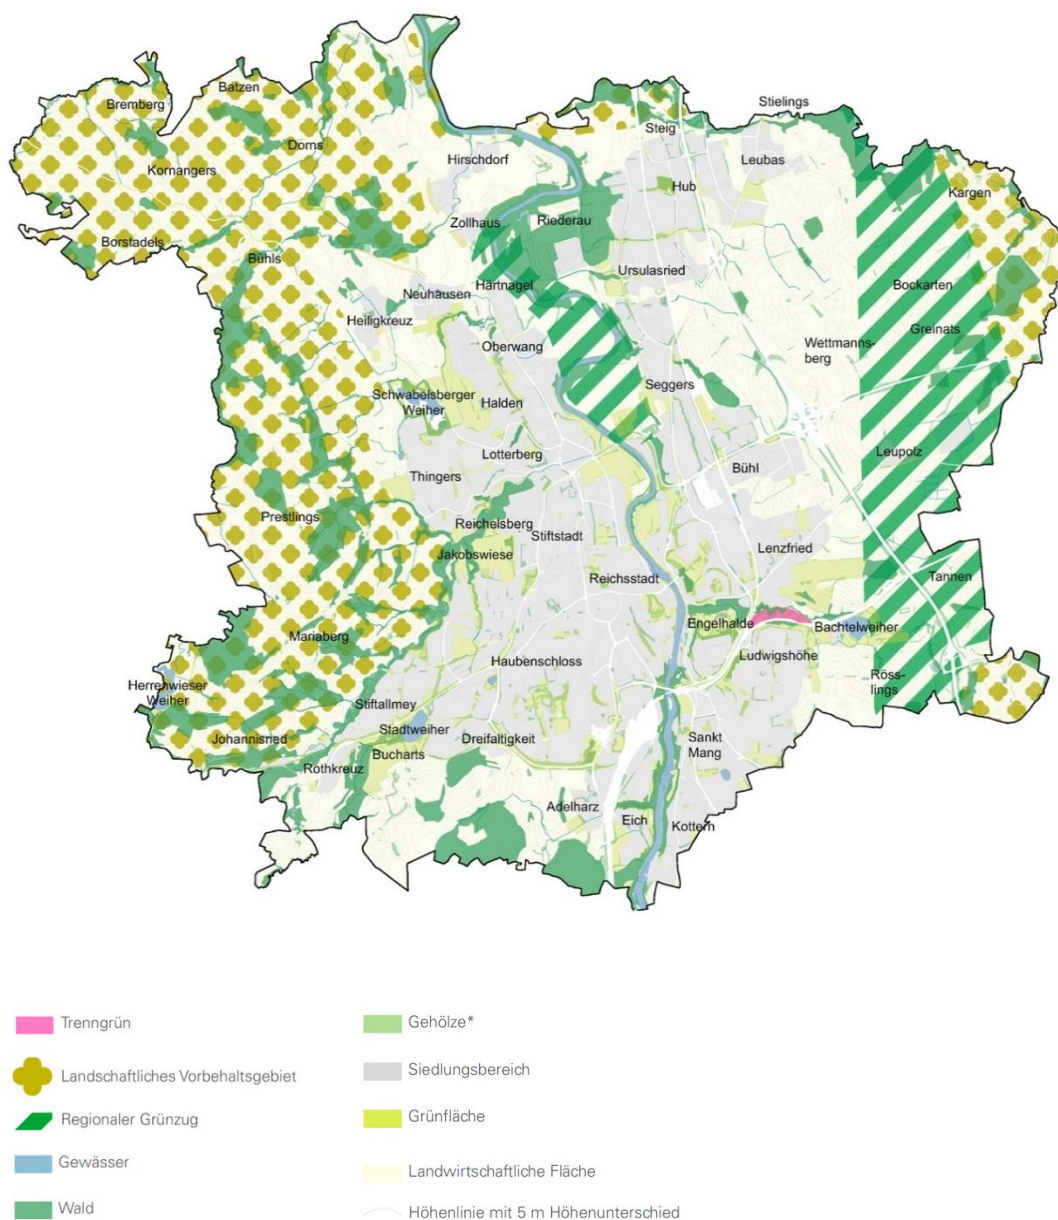 Stielings
Bremberg
Batzen
Steig
Dorns
Hirschdorf
Leubas
Kornangers
Hub
Kargen
Zollhaus
Riederau
Borstadels
Bühls
Ursulasried
Härtnagel
Bockarten
Neuhausen
Heiligkreuz
Greinats
Oberwang
Wettmanns-
berg
Seggers
Schwabelsberger
Weiher
Halden
Lotterberg
Leupolz
Thingers
Bühl
Prestlings
Reichelsberg
Stiftstadt
Jakobswiese
Lenzfried
Reichsstadt
Tannen
Engelhalde
Bachtelweiher
Mariaberg
Ludwigshöhe
Haubenschloss
Röss-
lings
Herrenwieser
Weiher
Stiftallmey
Stadtweiher
Dreifaltigkeit
Sankt
Mang
Johannisried
Bucharts
Rothkreuz
Adelharz
Eich
Kottern
Trenngrün
Landschaftliches Vorbehaltsgebiet
Regionaler Grünzug
Gewässer
Wald
Gehölze*
Siedlungsbereich
Grünfläche
Landwirtschaftliche Fläche
Höhenlinie mit 5 m Höhenunterschied